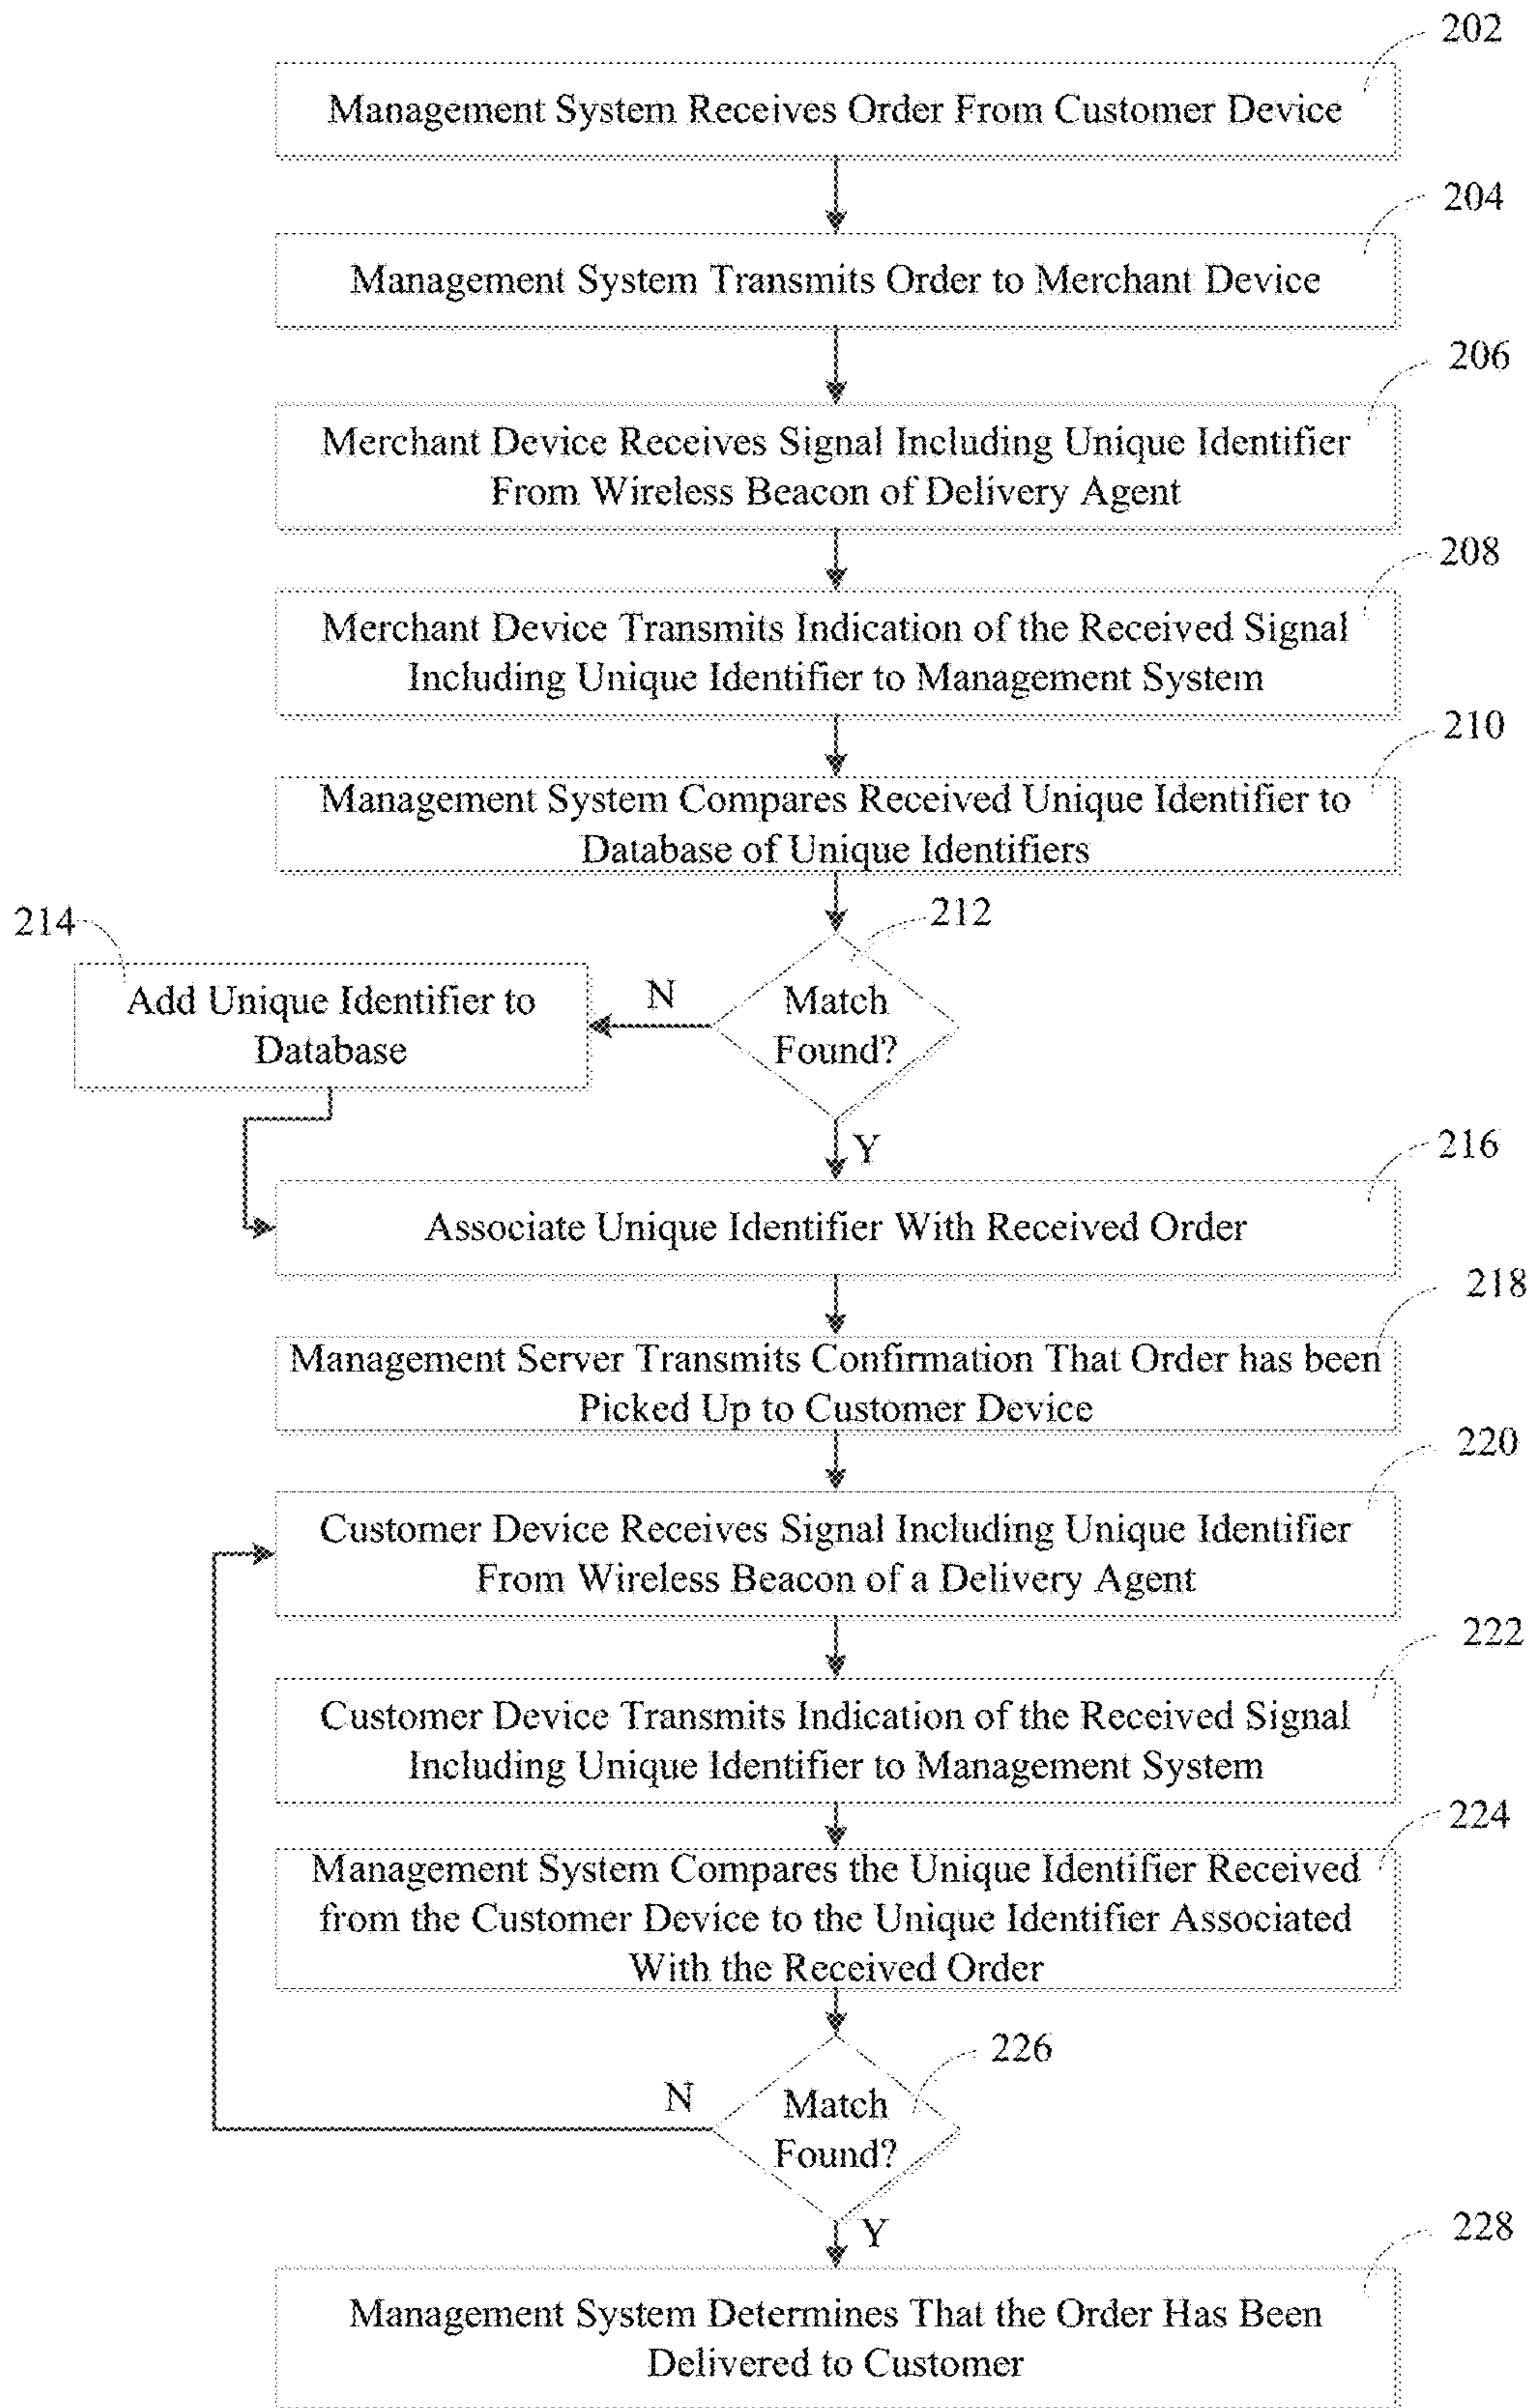 202
Management System Receives Order From Customer Device
204
Management System Transmits Order to Merchant Device
206
Merchant Device Receives Signal Including Unique Identifier
From Wireless Beacon of Delivery Agent
208
Merchant Device Transmits Indication of the Received Signal
Including Unique Identifier to Management System
210
Management System Compares Received Unique Identifier to
Database of Unique Identifiers
212
Match
Found?
N
214
Add Unique Identifier to
Database
Y
216
Associate Unique Identifier With Received Order
218
Management Server Transmits Confirmation That Order has been
Picked Up to Customer Device
220
Customer Device Receives Signal Including Unique Identifier
From Wireless Beacon of a Delivery Agent
222
Customer Device Transmits Indication of the Received Signal
Including Unique Identifier to Management System
224
Management System Compares the Unique Identifier Received
from the Customer Device to the Unique Identifier Associated
With the Received Order
226
Match
Found?
N
Y
228
Management System Determines That the Order Has Been
Delivered to Customer